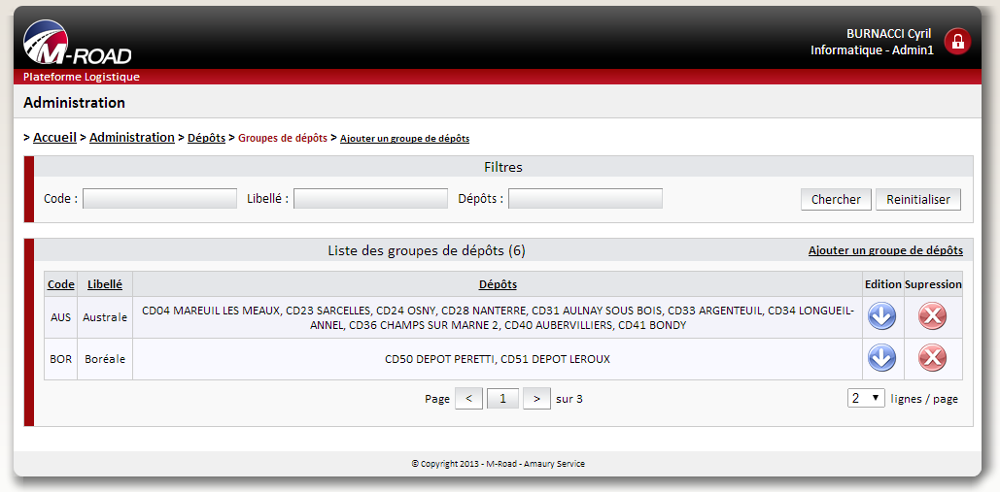 M-ROAD
BURNACCI Cyril
Informatique - Admin1
Plateforme Logistique
Administration
> Accueil > Administration > Dépôts > Groupes de dépôts > Ajouter un groupe de dépôts
Filtres
Code : Libellé : Dépôts : Chercher Reinitialiser
Liste des groupes de dépôts (6) Ajouter un groupe de dépôts
Code Libellé Dépôts Edition Supression
AUS Australe CD04 MAREUIL LES MEAUX, CD23 SARCELLES, CD24 OSNY, CD28 NANTERRE, CD31 AULNAY SOUS BOIS, CD33 ARGENTEUIL, CD34 LONGUEIL-
ANNEL, CD36 CHAMPS SUR MARNE 2, CD40 AUBERVILLIERS, CD41 BONDY
BOR Boréale CD50 DEPOT PERETTI, CD51 DEPOT LEROUX
Page < 1 > sur 3 2 lignes / page
© Copyright 2013 - M-Road - Amaury Service